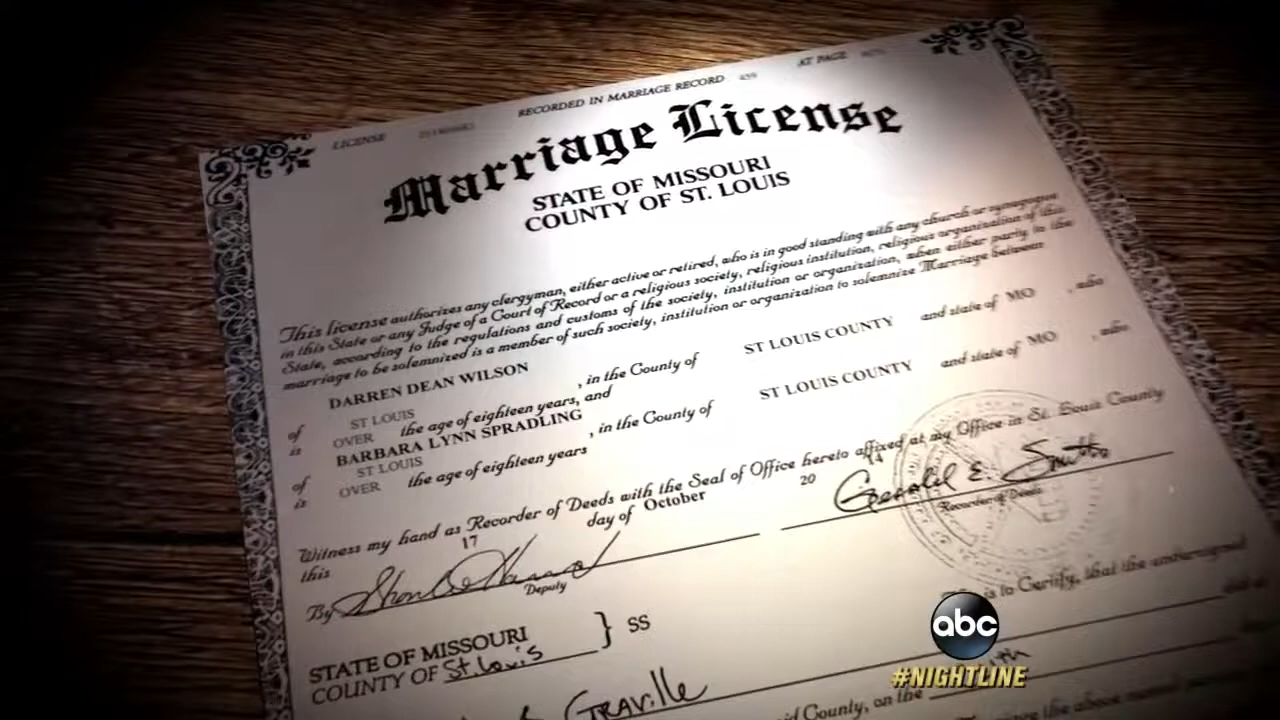 LICENSE RECORDED IN MARRIAGE RECORD 459 AT PAGE
Marriage License
STATE OF MISSOURI
COUNTY OF ST. LOUIS
This license authorizes any clergyman, either active or retired, who is in good standing with any church or synagogue
in this State or any Judge of a Court of Record or a religious society, religious institution, religious organization of this
State, according to the regulations and customs of the society, institution or organization, when either party to the
marriage to be solemnized is a member of such society, institution or organization to solemnize Marriage between
DARREN DEAN WILSON
of ST LOUIS , in the County of ST LOUIS COUNTY and state of MO , who
is OVER the age of eighteen years, and
BARBARA LYNN SPRADLING
of ST LOUIS , in the County of ST LOUIS COUNTY and state of MO , who
is OVER the age of eighteen years
Witness my hand as Recorder of Deeds with the Seal of Office hereto affixed at my Office in St. Louis County
this 17 day of October 20 14
Gerald E. Smith
Recorder of Deeds
By
Deputy
STATE OF MISSOURI } SS
COUNTY OF St. Louis
is to Certify, that the undersigned
Graville
County, on the
the above named
abc
#NIGHTLINE